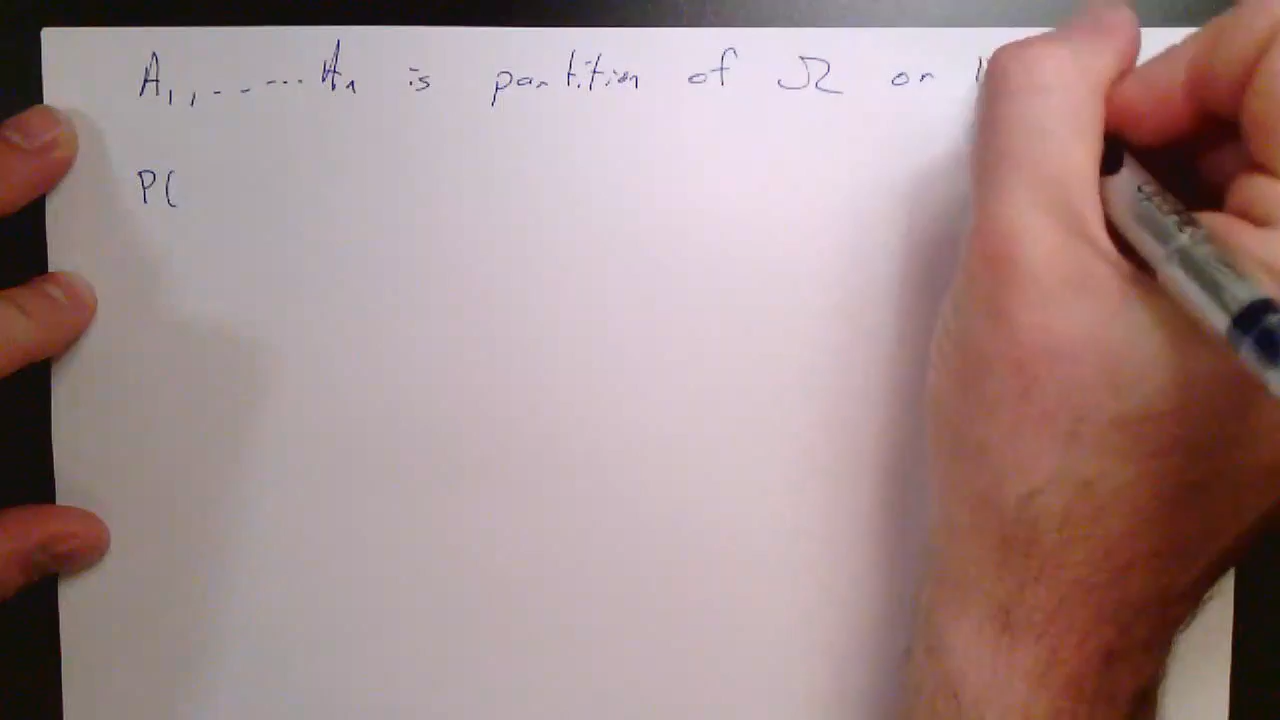 A₁, ,..-...Aₙ is partition of Ω on
P(